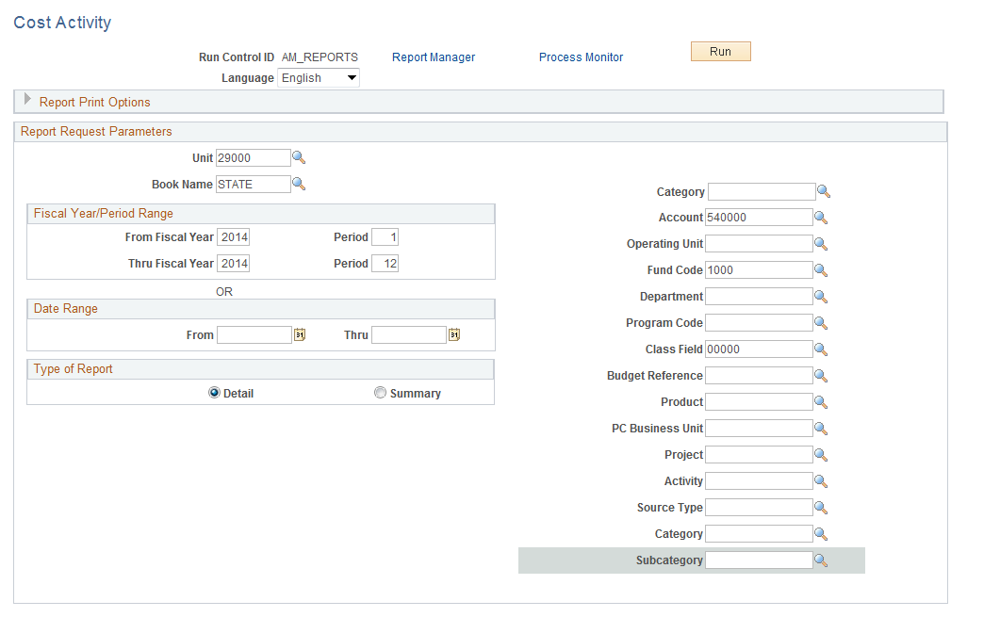 Cost Activity
Run Control ID AM_REPORTS Report Manager Process Monitor Run
Language English
Report Print Options
Report Request Parameters
Unit 29000
Book Name STATE
Fiscal Year/Period Range
From Fiscal Year 2014 Period 1
Thru Fiscal Year 2014 Period 12
OR
Date Range
From 31 Thru 31
Type of Report
Detail Summary
Category
Account 540000
Operating Unit
Fund Code 1000
Department
Program Code
Class Field 00000
Budget Reference
Product
PC Business Unit
Project
Activity
Source Type
Category
Subcategory